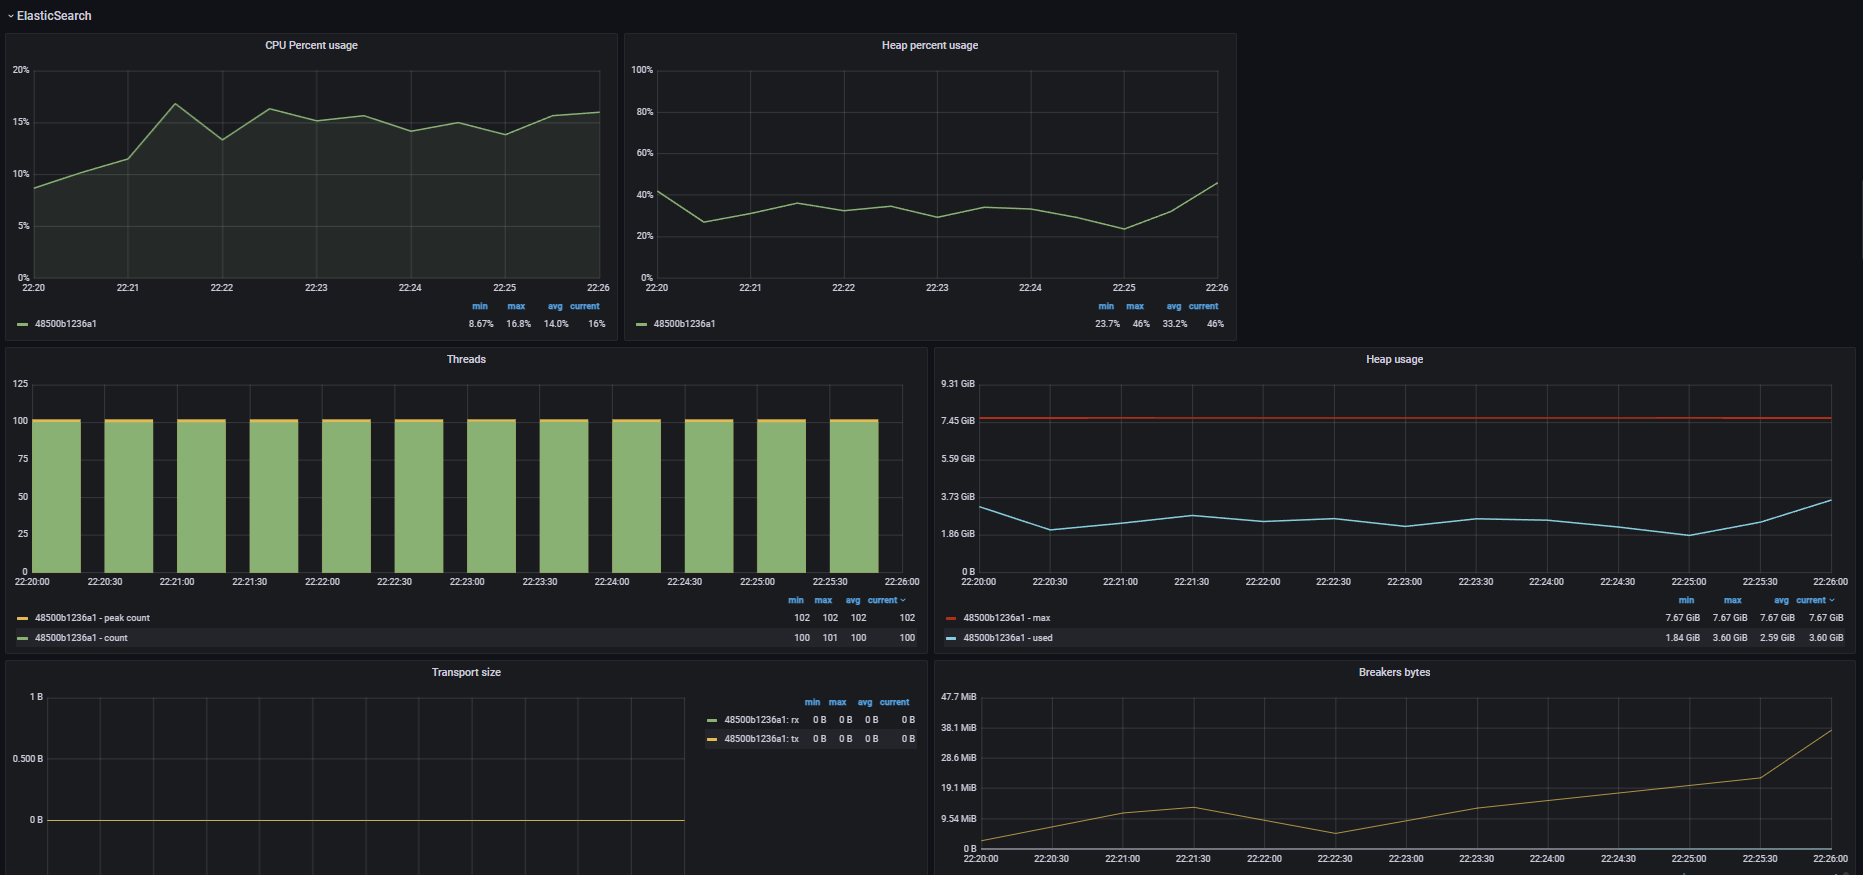 ElasticSearch
CPU Percent usage
20%
15%
10%
5%
0%
22:20 22:21 22:22 22:23 22:24 22:25 22:26
min max avg current
48500b1236a1 8.67% 16.8% 14.0% 16%
Heap percent usage
100%
80%
60%
40%
20%
0%
22:20 22:21 22:22 22:23 22:24 22:25 22:26
min max avg current
48500b1236a1 23.7% 46% 33.2% 46%
Threads
125
100
75
50
25
0
22:20:00 22:20:30 22:21:00 22:21:30 22:22:00 22:22:30 22:23:00 22:23:30 22:24:00 22:24:30 22:25:00 22:25:30 22:26:00
min max avg current
48500b1236a1 - peak count 102 102 102 102
48500b1236a1 - count 100 101 100 100
Heap usage
9.31 GiB
7.45 GiB
5.59 GiB
3.73 GiB
1.86 GiB
0 B
22:20:00 22:20:30 22:21:00 22:21:30 22:22:00 22:22:30 22:23:00 22:23:30 22:24:00 22:24:30 22:25:00 22:25:30 22:26:00
min max avg current
48500b1236a1 - max 7.67 GiB 7.67 GiB 7.67 GiB 7.67 GiB
48500b1236a1 - used 1.84 GiB 3.60 GiB 2.59 GiB 3.60 GiB
Transport size
1 B
0.500 B
0 B
min max avg current
48500b1236a1: rx 0 B 0 B 0 B 0 B
48500b1236a1: tx 0 B 0 B 0 B 0 B
Breakers bytes
47.7 MiB
38.1 MiB
28.6 MiB
19.1 MiB
9.54 MiB
0 B
22:20:00 22:20:30 22:21:00 22:21:30 22:22:00 22:22:30 22:23:00 22:23:30 22:24:00 22:24:30 22:25:00 22:25:30 22:26:00